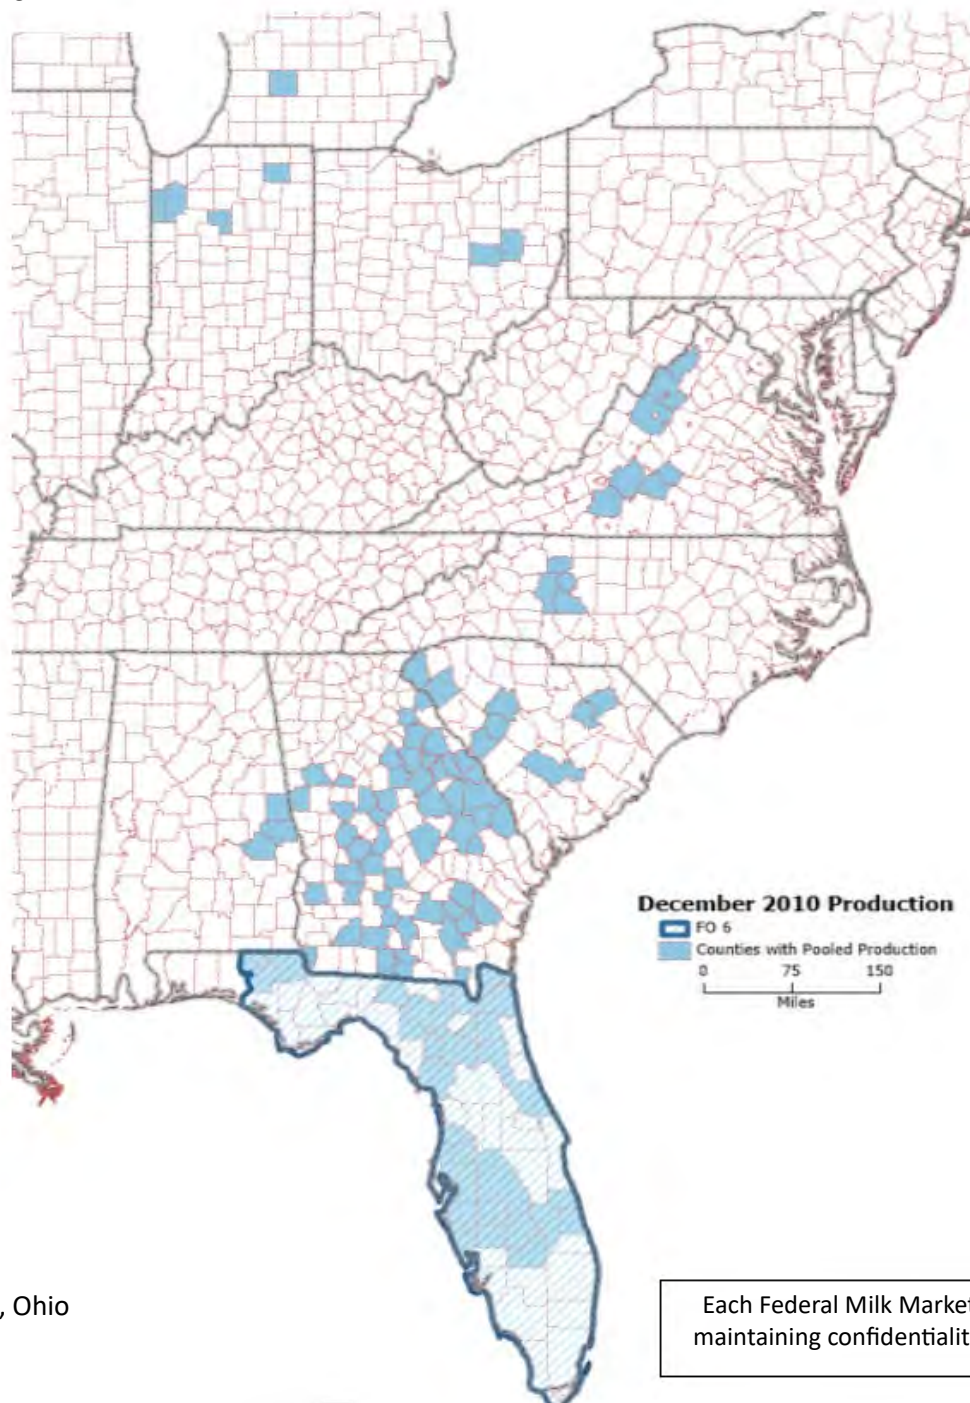 December 2010 Production
FO 6
Counties with Pooled Production
0 75 150
Miles
, Ohio
Each Federal Milk Market
maintaining confidentialit